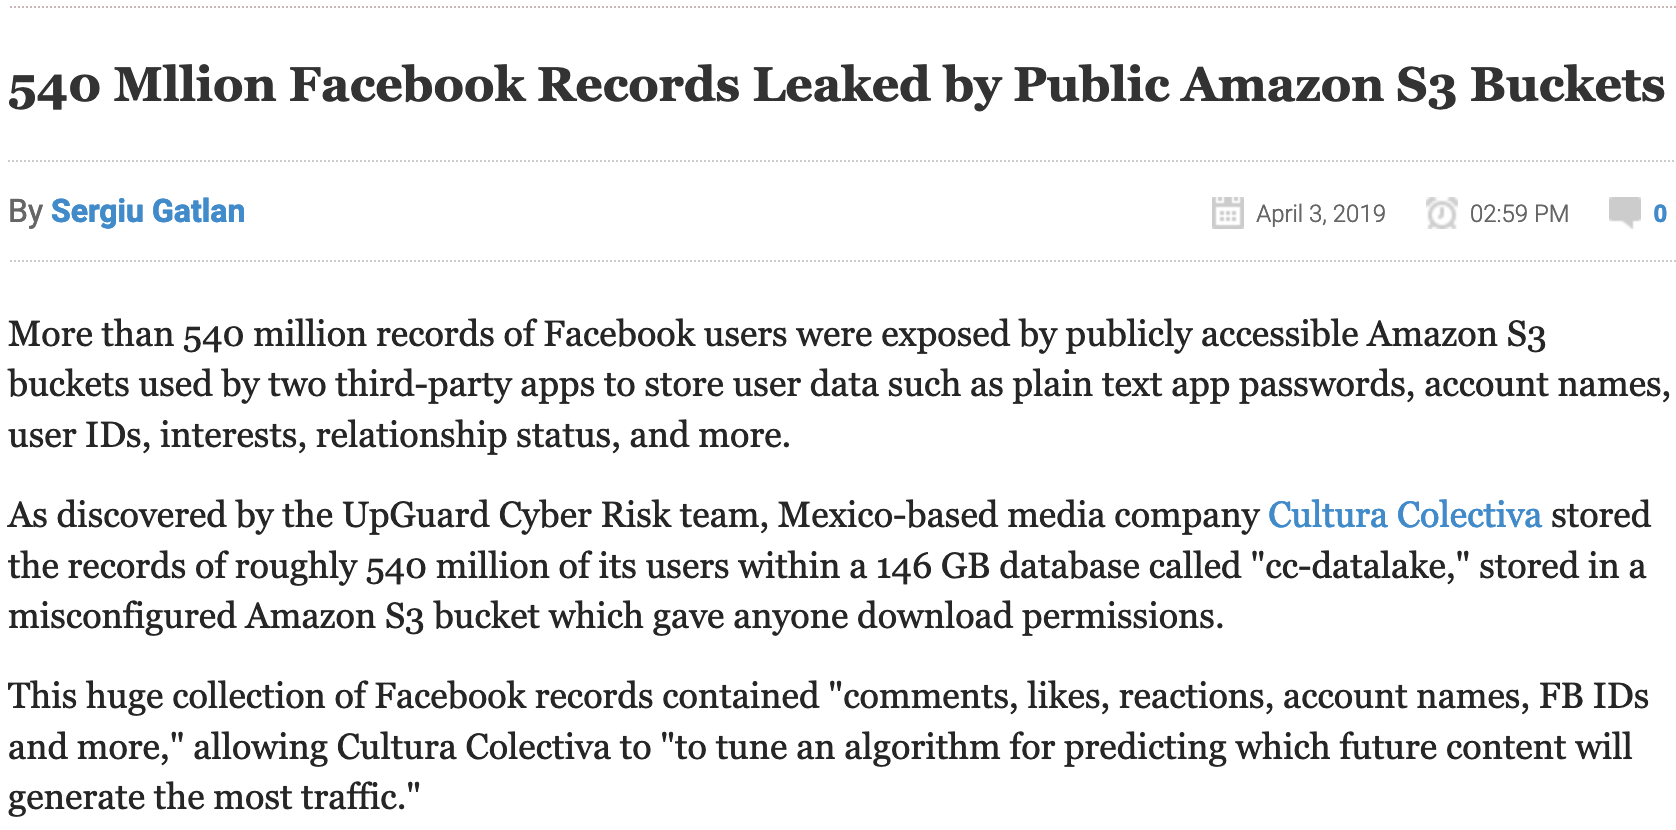 540 Mllion Facebook Records Leaked by Public Amazon S3 Buckets
By Sergiu Gatlan
April 3, 2019 02:59 PM 0
More than 540 million records of Facebook users were exposed by publicly accessible Amazon S3
buckets used by two third-party apps to store user data such as plain text app passwords, account names,
user IDs, interests, relationship status, and more.
As discovered by the UpGuard Cyber Risk team, Mexico-based media company Cultura Colectiva stored
the records of roughly 540 million of its users within a 146 GB database called "cc-datalake," stored in a
misconfigured Amazon S3 bucket which gave anyone download permissions.
This huge collection of Facebook records contained "comments, likes, reactions, account names, FB IDs
and more," allowing Cultura Colectiva to "to tune an algorithm for predicting which future content will
generate the most traffic."